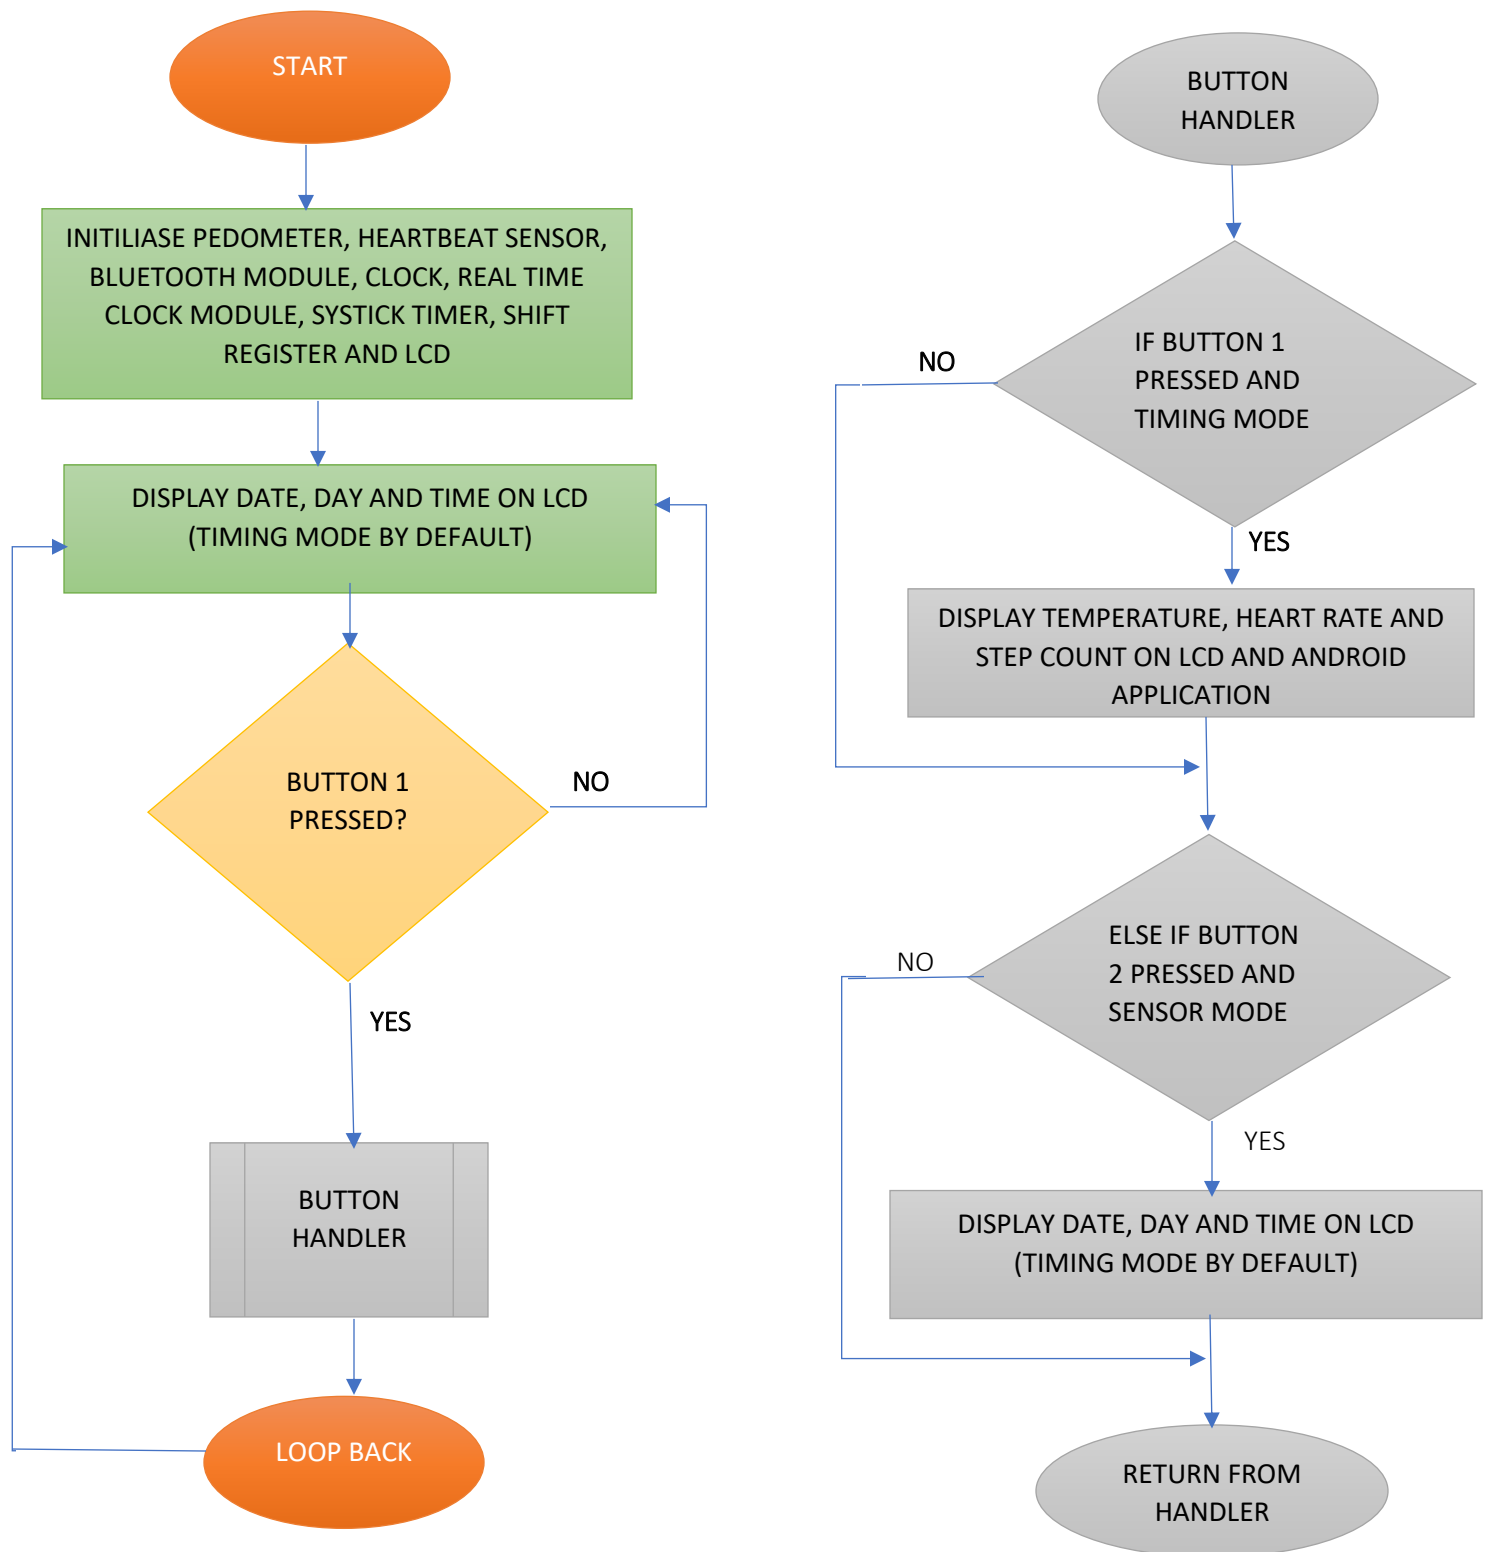 START
INITILIASE PEDOMETER, HEARTBEAT SENSOR,
BLUETOOTH MODULE, CLOCK, REAL TIME
CLOCK MODULE, SYSTICK TIMER, SHIFT
REGISTER AND LCD
DISPLAY DATE, DAY AND TIME ON LCD
(TIMING MODE BY DEFAULT)
BUTTON 1
PRESSED?
NO
YES
BUTTON
HANDLER
LOOP BACK
BUTTON
HANDLER
IF BUTTON 1
PRESSED AND
TIMING MODE
NO
YES
DISPLAY TEMPERATURE, HEART RATE AND
STEP COUNT ON LCD AND ANDROID
APPLICATION
ELSE IF BUTTON
2 PRESSED AND
SENSOR MODE
NO
YES
DISPLAY DATE, DAY AND TIME ON LCD
(TIMING MODE BY DEFAULT)
RETURN FROM
HANDLER